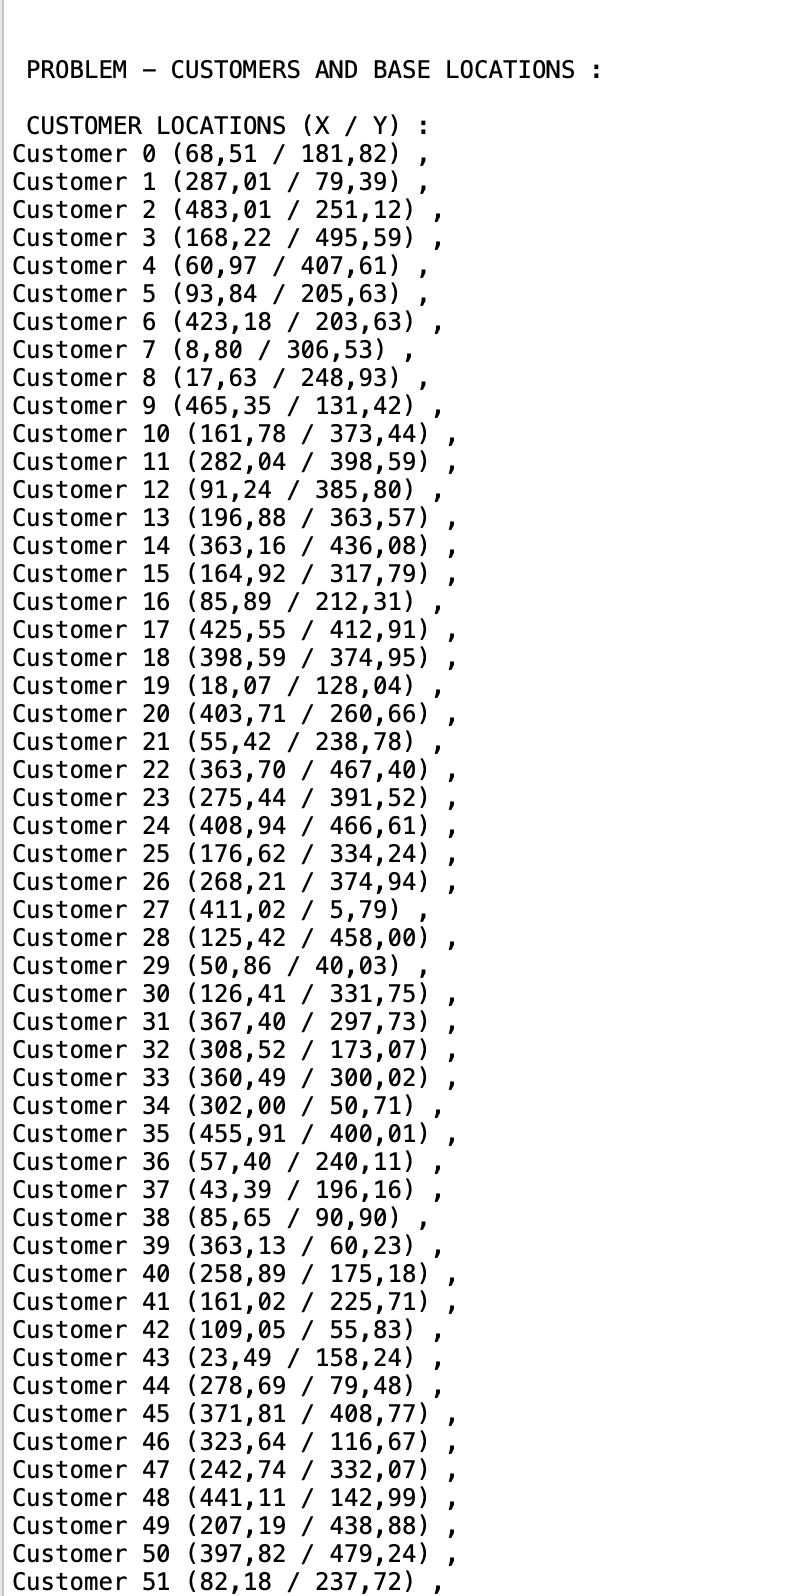 PROBLEM – CUSTOMERS AND BASE LOCATIONS :
CUSTOMER LOCATIONS (X / Y) :
Customer 0 (68,51 / 181,82) ,
Customer 1 (287,01 / 79,39) ,
Customer 2 (483,01 / 251,12) ,
Customer 3 (168,22 / 495,59) ,
Customer 4 (60,97 / 407,61) ,
Customer 5 (93,84 / 205,63) ,
Customer 6 (423,18 / 203,63) ,
Customer 7 (8,80 / 306,53) ,
Customer 8 (17,63 / 248,93) ,
Customer 9 (465,35 / 131,42) ,
Customer 10 (161,78 / 373,44) ,
Customer 11 (282,04 / 398,59) ,
Customer 12 (91,24 / 385,80) ,
Customer 13 (196,88 / 363,57) ,
Customer 14 (363,16 / 436,08) ,
Customer 15 (164,92 / 317,79) ,
Customer 16 (85,89 / 212,31) ,
Customer 17 (425,55 / 412,91) ,
Customer 18 (398,59 / 374,95) ,
Customer 19 (18,07 / 128,04) ,
Customer 20 (403,71 / 260,66) ,
Customer 21 (55,42 / 238,78) ,
Customer 22 (363,70 / 467,40) ,
Customer 23 (275,44 / 391,52) ,
Customer 24 (408,94 / 466,61) ,
Customer 25 (176,62 / 334,24) ,
Customer 26 (268,21 / 374,94) ,
Customer 27 (411,02 / 5,79) ,
Customer 28 (125,42 / 458,00) ,
Customer 29 (50,86 / 40,03) ,
Customer 30 (126,41 / 331,75) ,
Customer 31 (367,40 / 297,73) ,
Customer 32 (308,52 / 173,07) ,
Customer 33 (360,49 / 300,02) ,
Customer 34 (302,00 / 50,71) ,
Customer 35 (455,91 / 400,01) ,
Customer 36 (57,40 / 240,11) ,
Customer 37 (43,39 / 196,16) ,
Customer 38 (85,65 / 90,90) ,
Customer 39 (363,13 / 60,23) ,
Customer 40 (258,89 / 175,18) ,
Customer 41 (161,02 / 225,71) ,
Customer 42 (109,05 / 55,83) ,
Customer 43 (23,49 / 158,24) ,
Customer 44 (278,69 / 79,48) ,
Customer 45 (371,81 / 408,77) ,
Customer 46 (323,64 / 116,67) ,
Customer 47 (242,74 / 332,07) ,
Customer 48 (441,11 / 142,99) ,
Customer 49 (207,19 / 438,88) ,
Customer 50 (397,82 / 479,24) ,
Customer 51 (82,18 / 237,72) ,